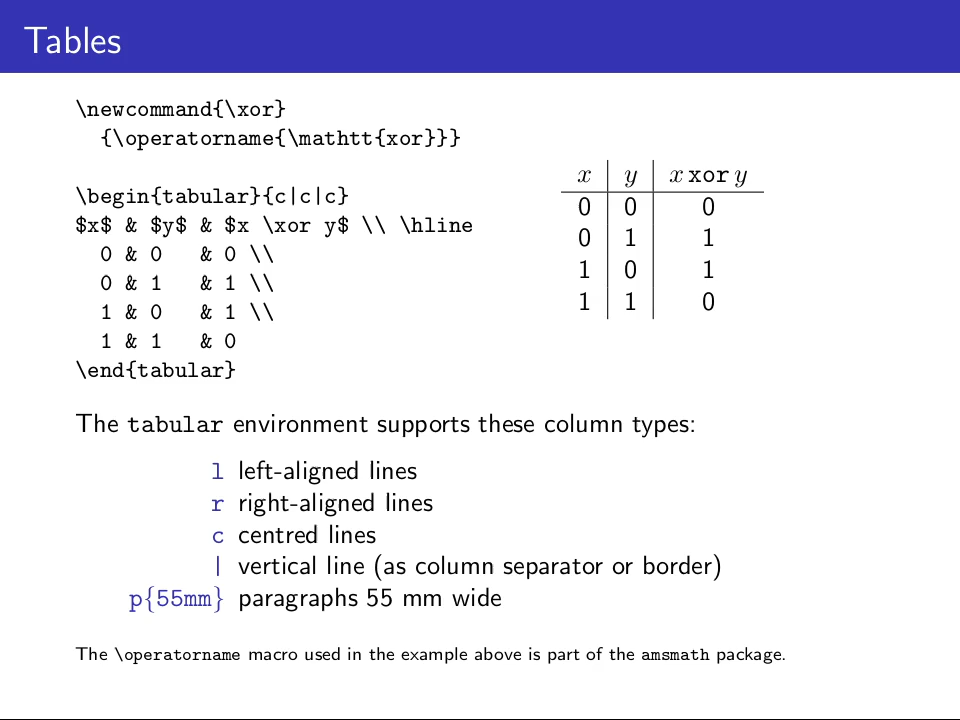 Tables
\newcommand{\xor}
  {\operatorname{\mathtt{xor}}}
\begin{tabular}{c|c|c}
$x$ & $y$ & $x \xor y$ \\ \hline
  0 & 0   & 0 \\
  0 & 1   & 1 \\
  1 & 0   & 1 \\
  1 & 1   & 0
\end{tabular}
x | y | x xor y
0 | 0 | 0
0 | 1 | 1
1 | 0 | 1
1 | 1 | 0
The tabular environment supports these column types:
l left-aligned lines
r right-aligned lines
c centred lines
| vertical line (as column separator or border)
p{55mm} paragraphs 55 mm wide
The \operatorname macro used in the example above is part of the amsmath package.